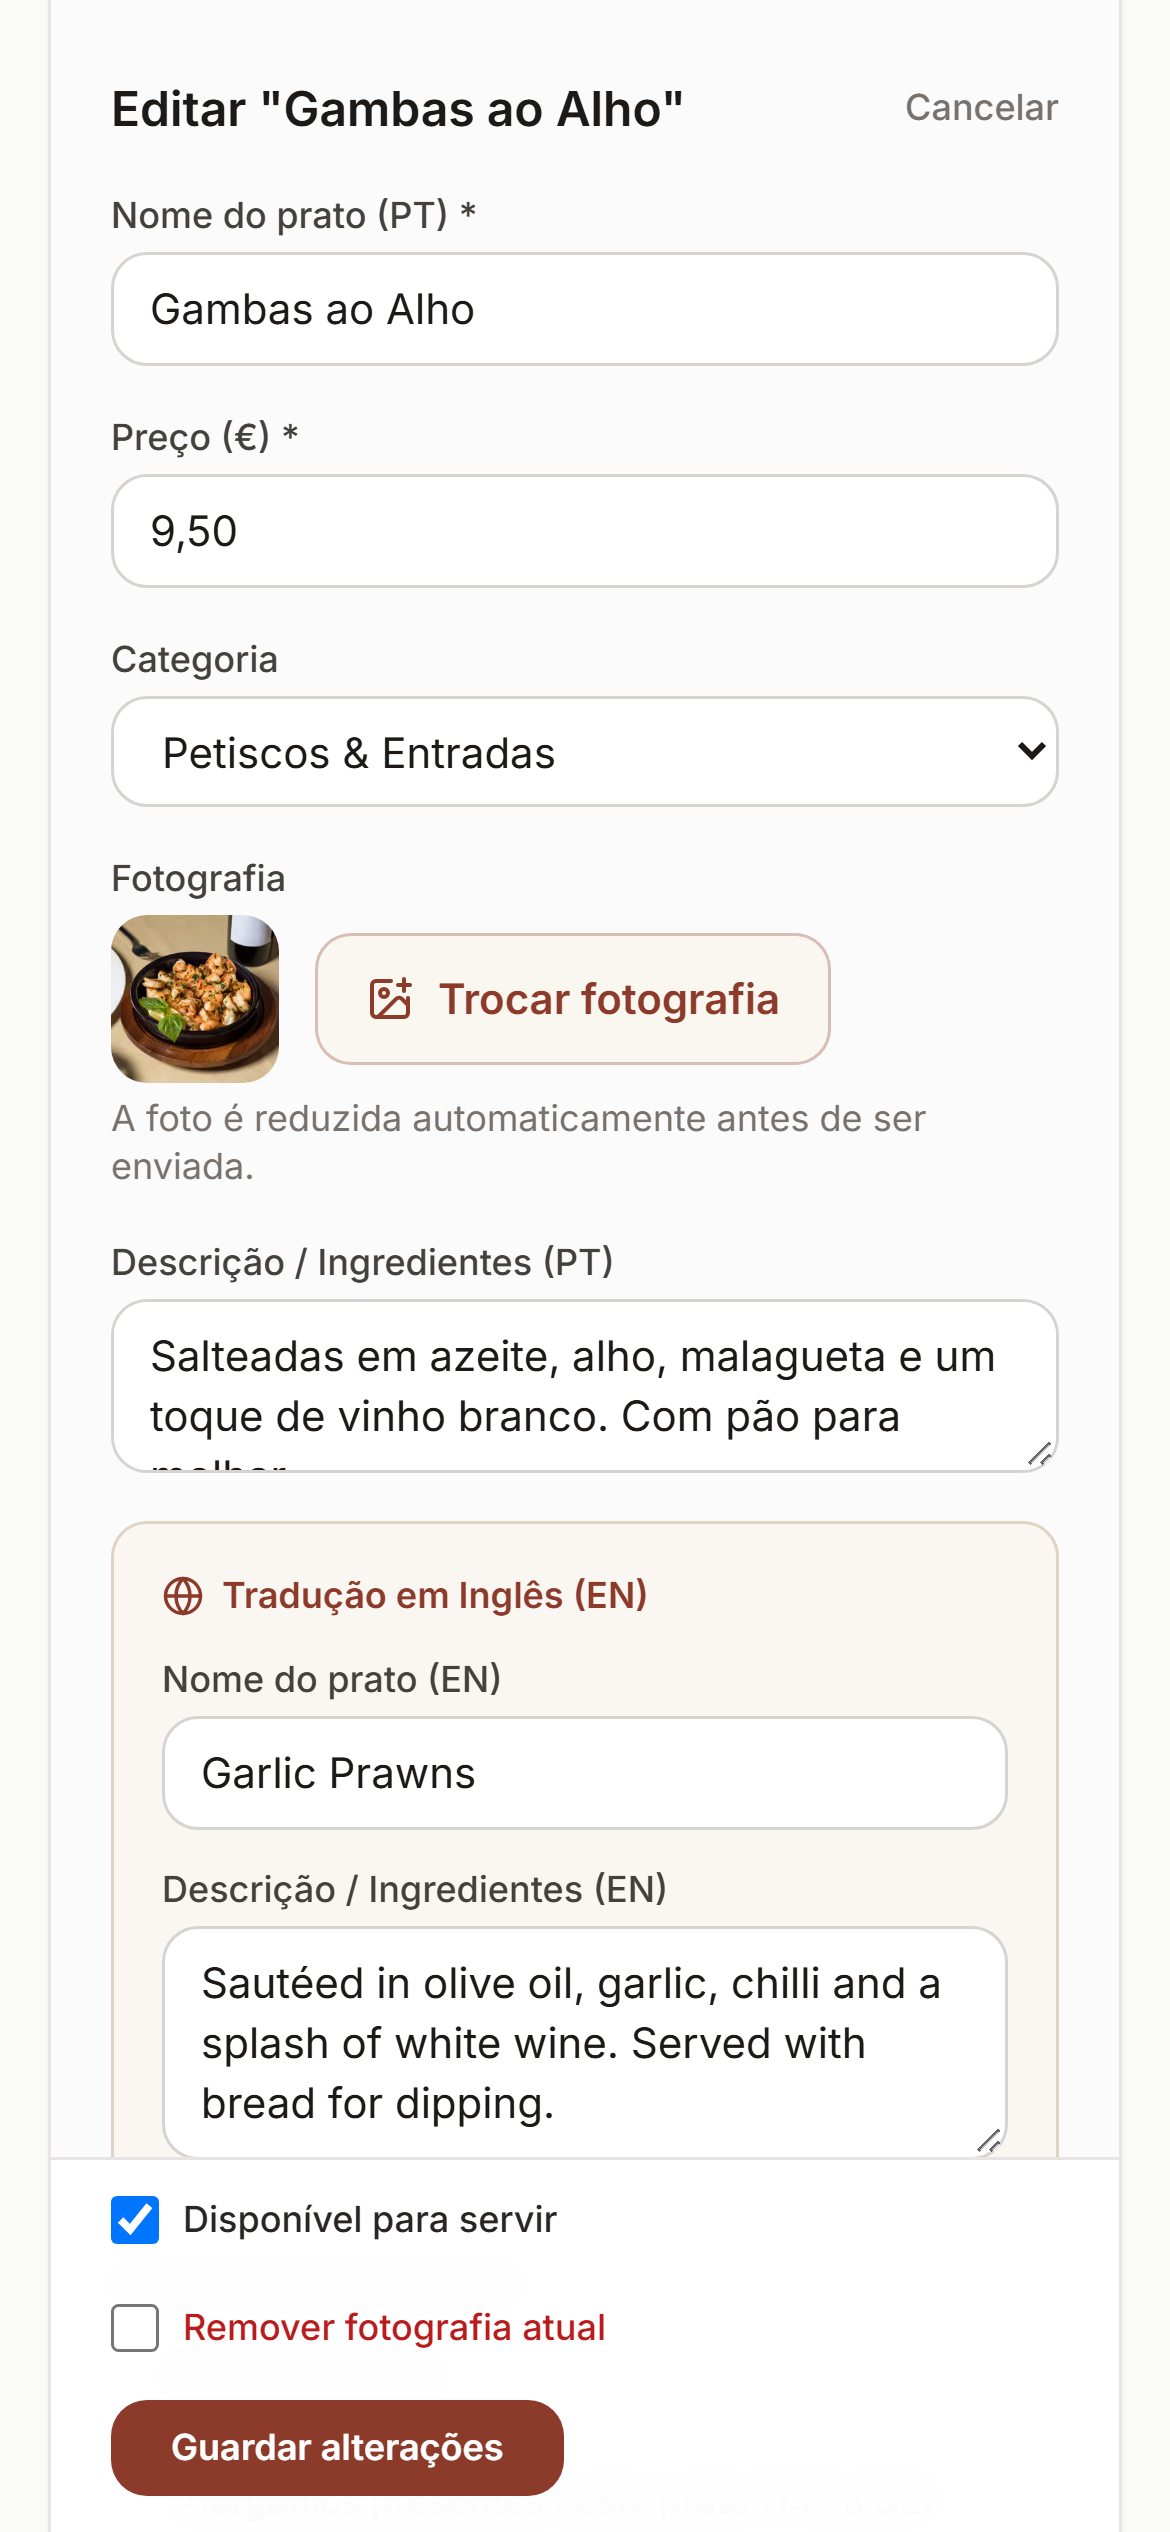 Editar "Gambas ao Alho"
Cancelar
Nome do prato (PT) *
Gambas ao Alho
Preço (€) *
9,50
Categoria
Petiscos & Entradas
Fotografia
Trocar fotografia
A foto é reduzida automaticamente antes de ser
enviada.
Descrição / Ingredientes (PT)
Salteadas em azeite, alho, malagueta e um
toque de vinho branco. Com pão para
Tradução em Inglês (EN)
Nome do prato (EN)
Garlic Prawns
Descrição / Ingredientes (EN)
Sautéed in olive oil, garlic, chilli and a
splash of white wine. Served with
bread for dipping.
Disponível para servir
Remover fotografia atual
Guardar alterações